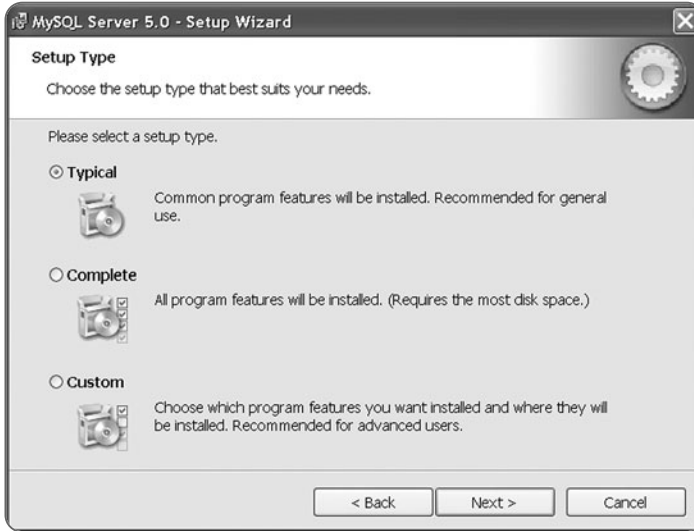 MySQL Server 5.0 - Setup Wizard
Setup Type
Choose the setup type that best suits your needs.
Please select a setup type.
Typical
Common program features will be installed. Recommended for general
use.
Complete
All program features will be installed. (Requires the most disk space.)
Custom
Choose which program features you want installed and where they will
be installed. Recommended for advanced users.
< Back
Next >
Cancel